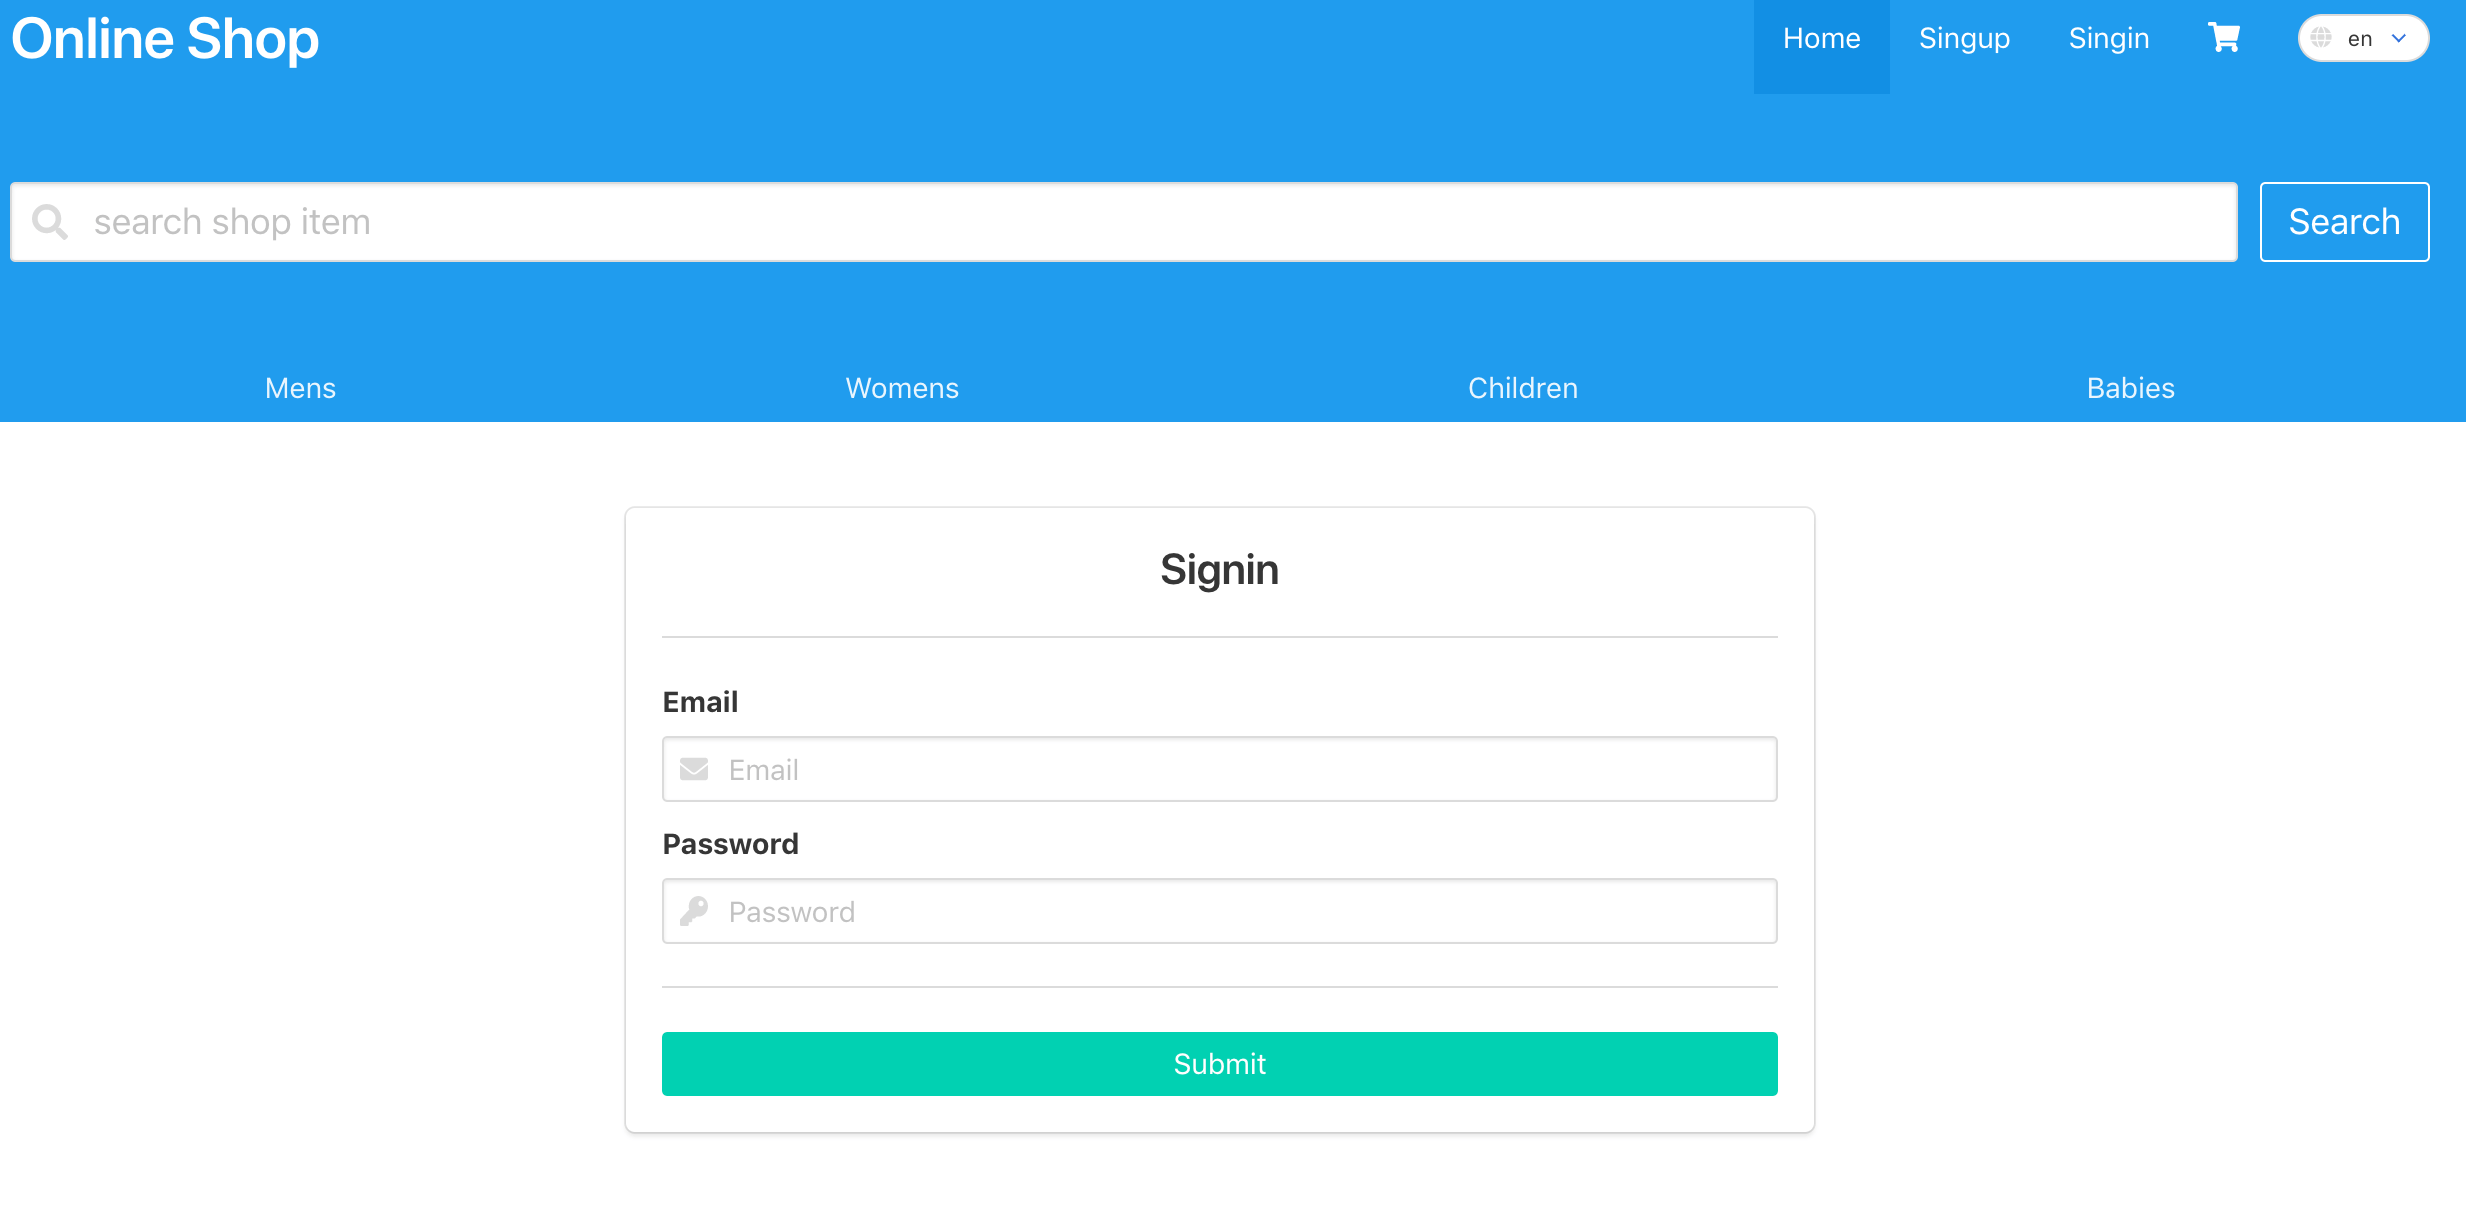 Online Shop
Home Singup Singin en
search shop item Search
Mens Womens Children Babies
Signin
Email
Email
Password
Password
Submit